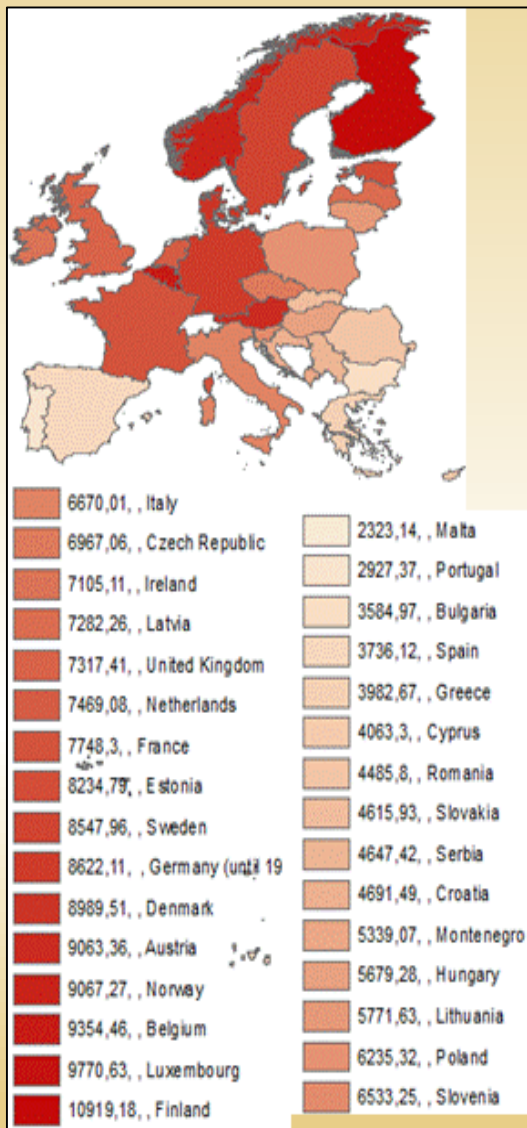 6670,01, , Italy
6967,06, , Czech Republic
7105,11, , Ireland
7282,26, , Latvia
7317,41, , United Kingdom
7469,08, , Netherlands
7748,3, , France
8234,79, , Estonia
8547,96, , Sweden
8622,11, , Germany (until 19
8989,51, , Denmark
9063,36, , Austria
9067,27, , Norway
9354,46, , Belgium
9770,63, , Luxembourg
10919,18, , Finland
2323,14, , Malta
2927,37, , Portugal
3584,97, , Bulgaria
3736,12, , Spain
3982,67, , Greece
4063,3, , Cyprus
4485,8, , Romania
4615,93, , Slovakia
4647,42, , Serbia
4691,49, , Croatia
5339,07, , Montenegro
5679,28, , Hungary
5771,63, , Lithuania
6235,32, , Poland
6533,25, , Slovenia